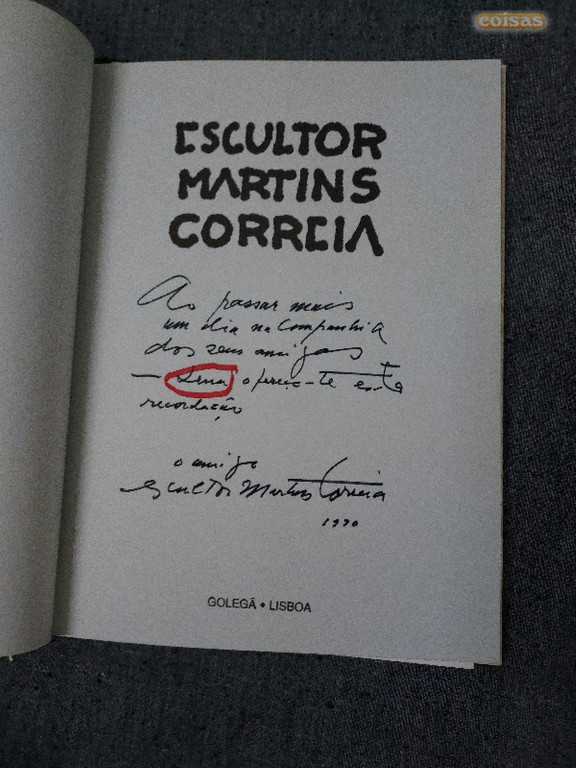 coisas
ESCULTOR
MARTINS
CORREIA
Ao passar mais
um dia na Companhia
dos seus amigos
— Lena ofereço-te esta
recordação
o amigo
escultor Martins Correia
1990
GOLEGÃ • LISBOA